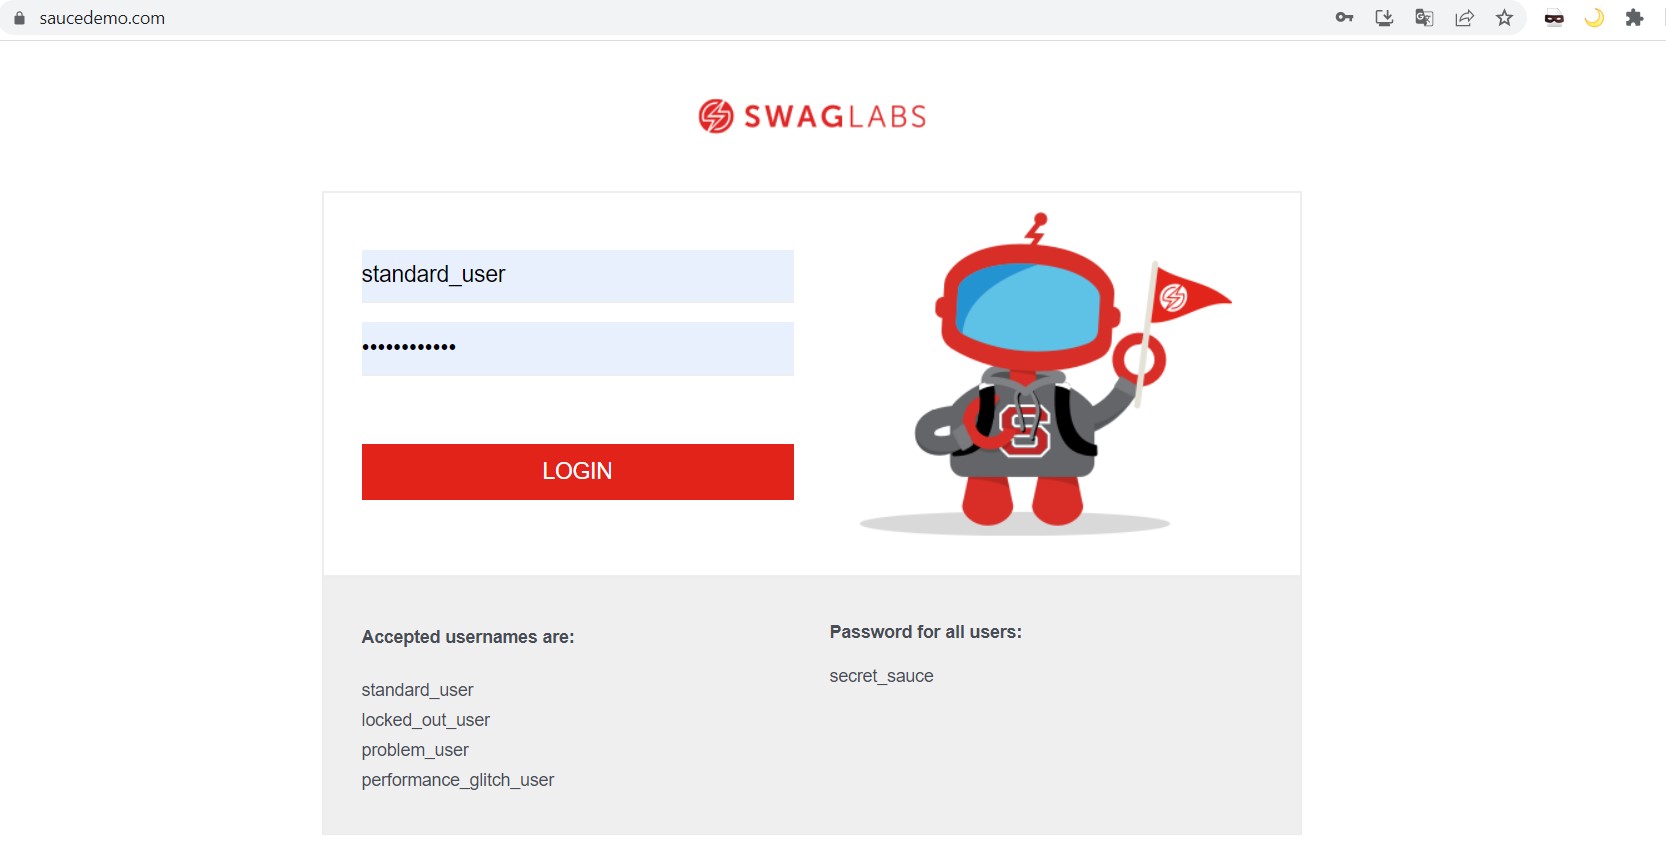 saucedemo.com
SWAGLABS
standard_user
••••••••••••
LOGIN
S
Accepted usernames are:
standard_user
locked_out_user
problem_user
performance_glitch_user
Password for all users:
secret_sauce